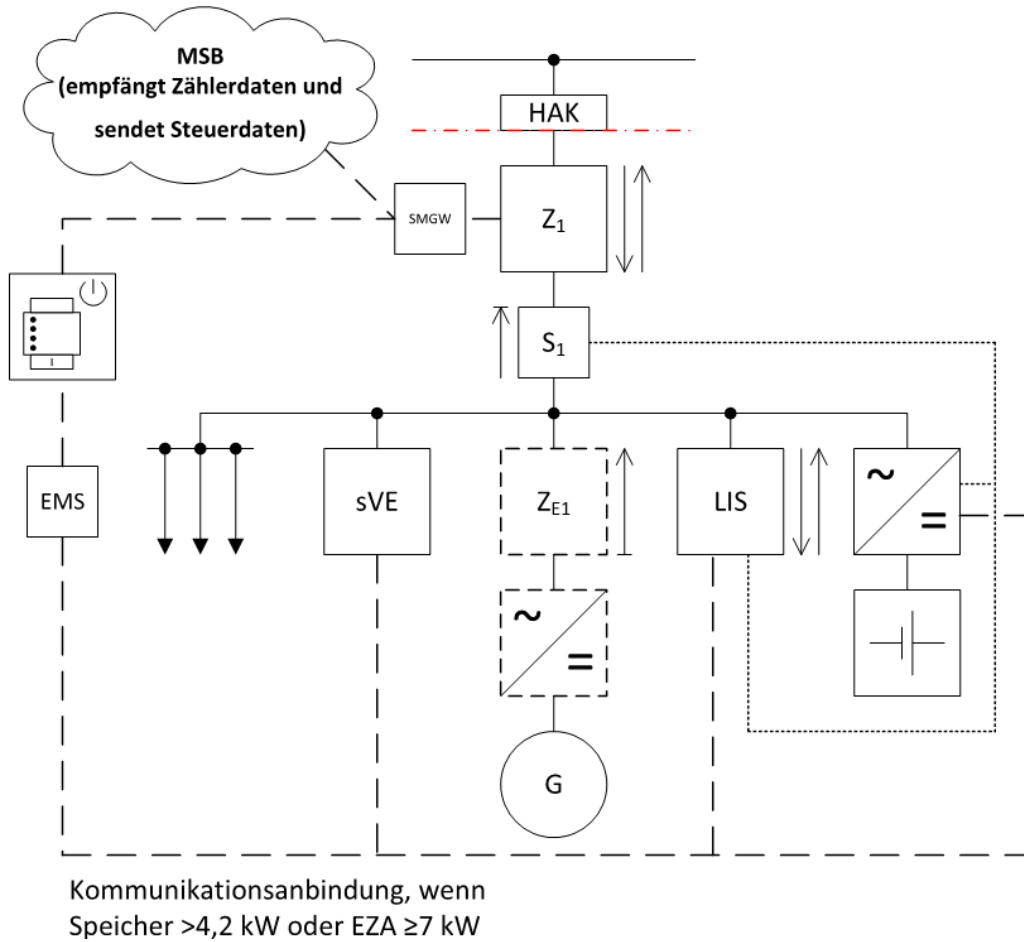 MSB
(empfängt Zählerdaten und
sendet Steuerdaten)
HAK
SMGW
Z₁
S₁
EMS
sVE
Z_E1
LIS
~
=
~
=
G
Kommunikationsanbindung, wenn
Speicher >4,2 kW oder EZA ≥7 kW